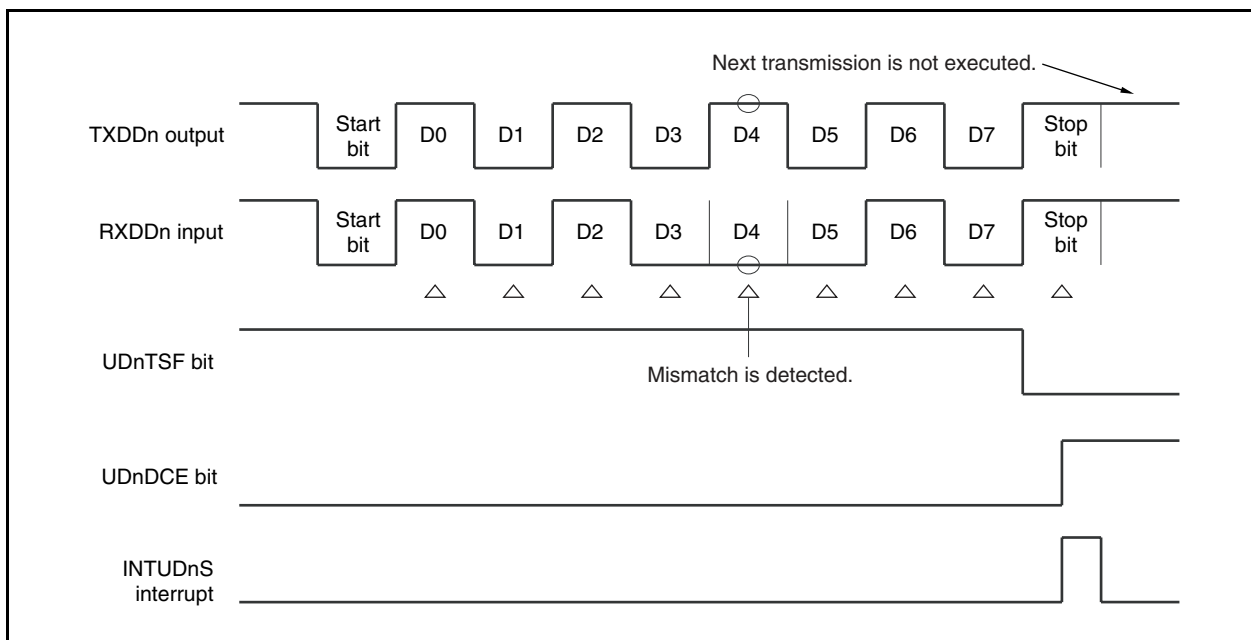 Next transmission is not executed.
TXDDn output
Start
bit
D0
D1
D2
D3
D4
D5
D6
D7
Stop
bit
RXDDn input
Start
bit
D0
D1
D2
D3
D4
D5
D6
D7
Stop
bit
UDnTSF bit
Mismatch is detected.
UDnDCE bit
INTUDnS
interrupt